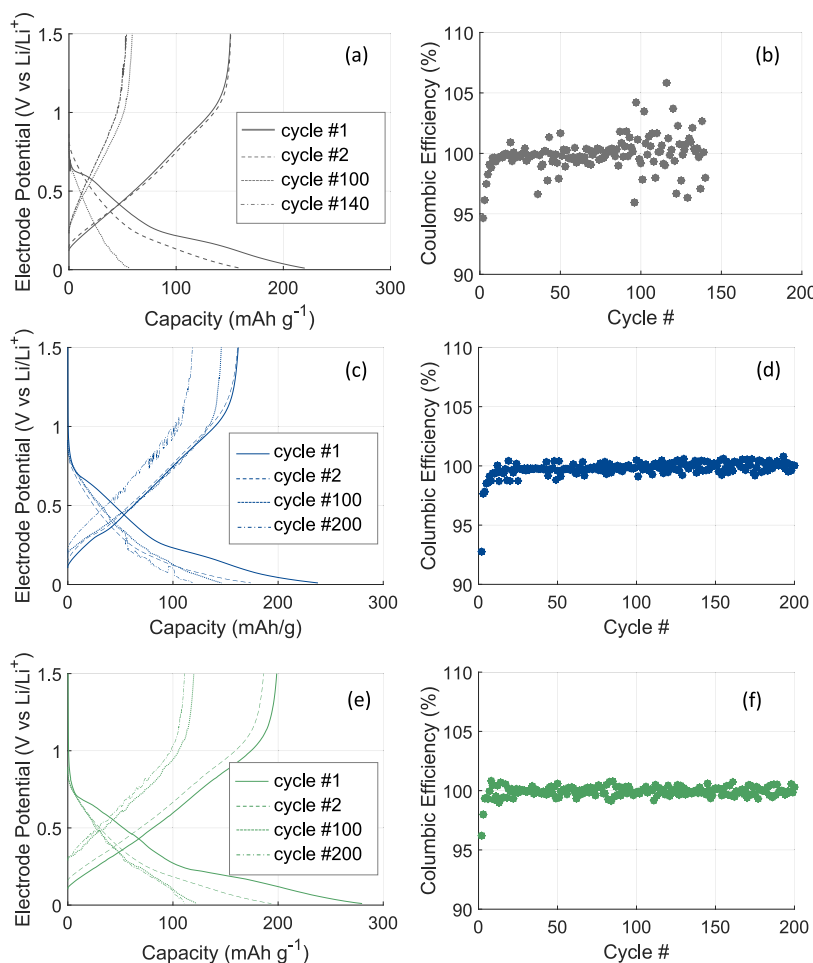 (a)
Electrode Potential (V vs Li/Li⁺)
1.5
1
0.5
0
0 100 200 300
Capacity (mAh g⁻¹)
cycle #1
cycle #2
cycle #100
cycle #140
(b)
Coulombic Efficiency (%)
110
105
100
95
90
0 50 100 150 200
Cycle #
(c)
Electrode Potential (V vs Li/Li⁺)
1.5
1
0.5
0
0 100 200 300
Capacity (mAh/g)
cycle #1
cycle #2
cycle #100
cycle #200
(d)
Columbic Efficiency (%)
110
105
100
95
90
0 50 100 150 200
Cycle #
(e)
Electrode Potential (V vs Li/Li⁺)
1.5
1
0.5
0
0 100 200 300
Capacity (mAh g⁻¹)
cycle #1
cycle #2
cycle #100
cycle #200
(f)
Columbic Efficiency (%)
110
105
100
95
90
0 50 100 150 200
Cycle #